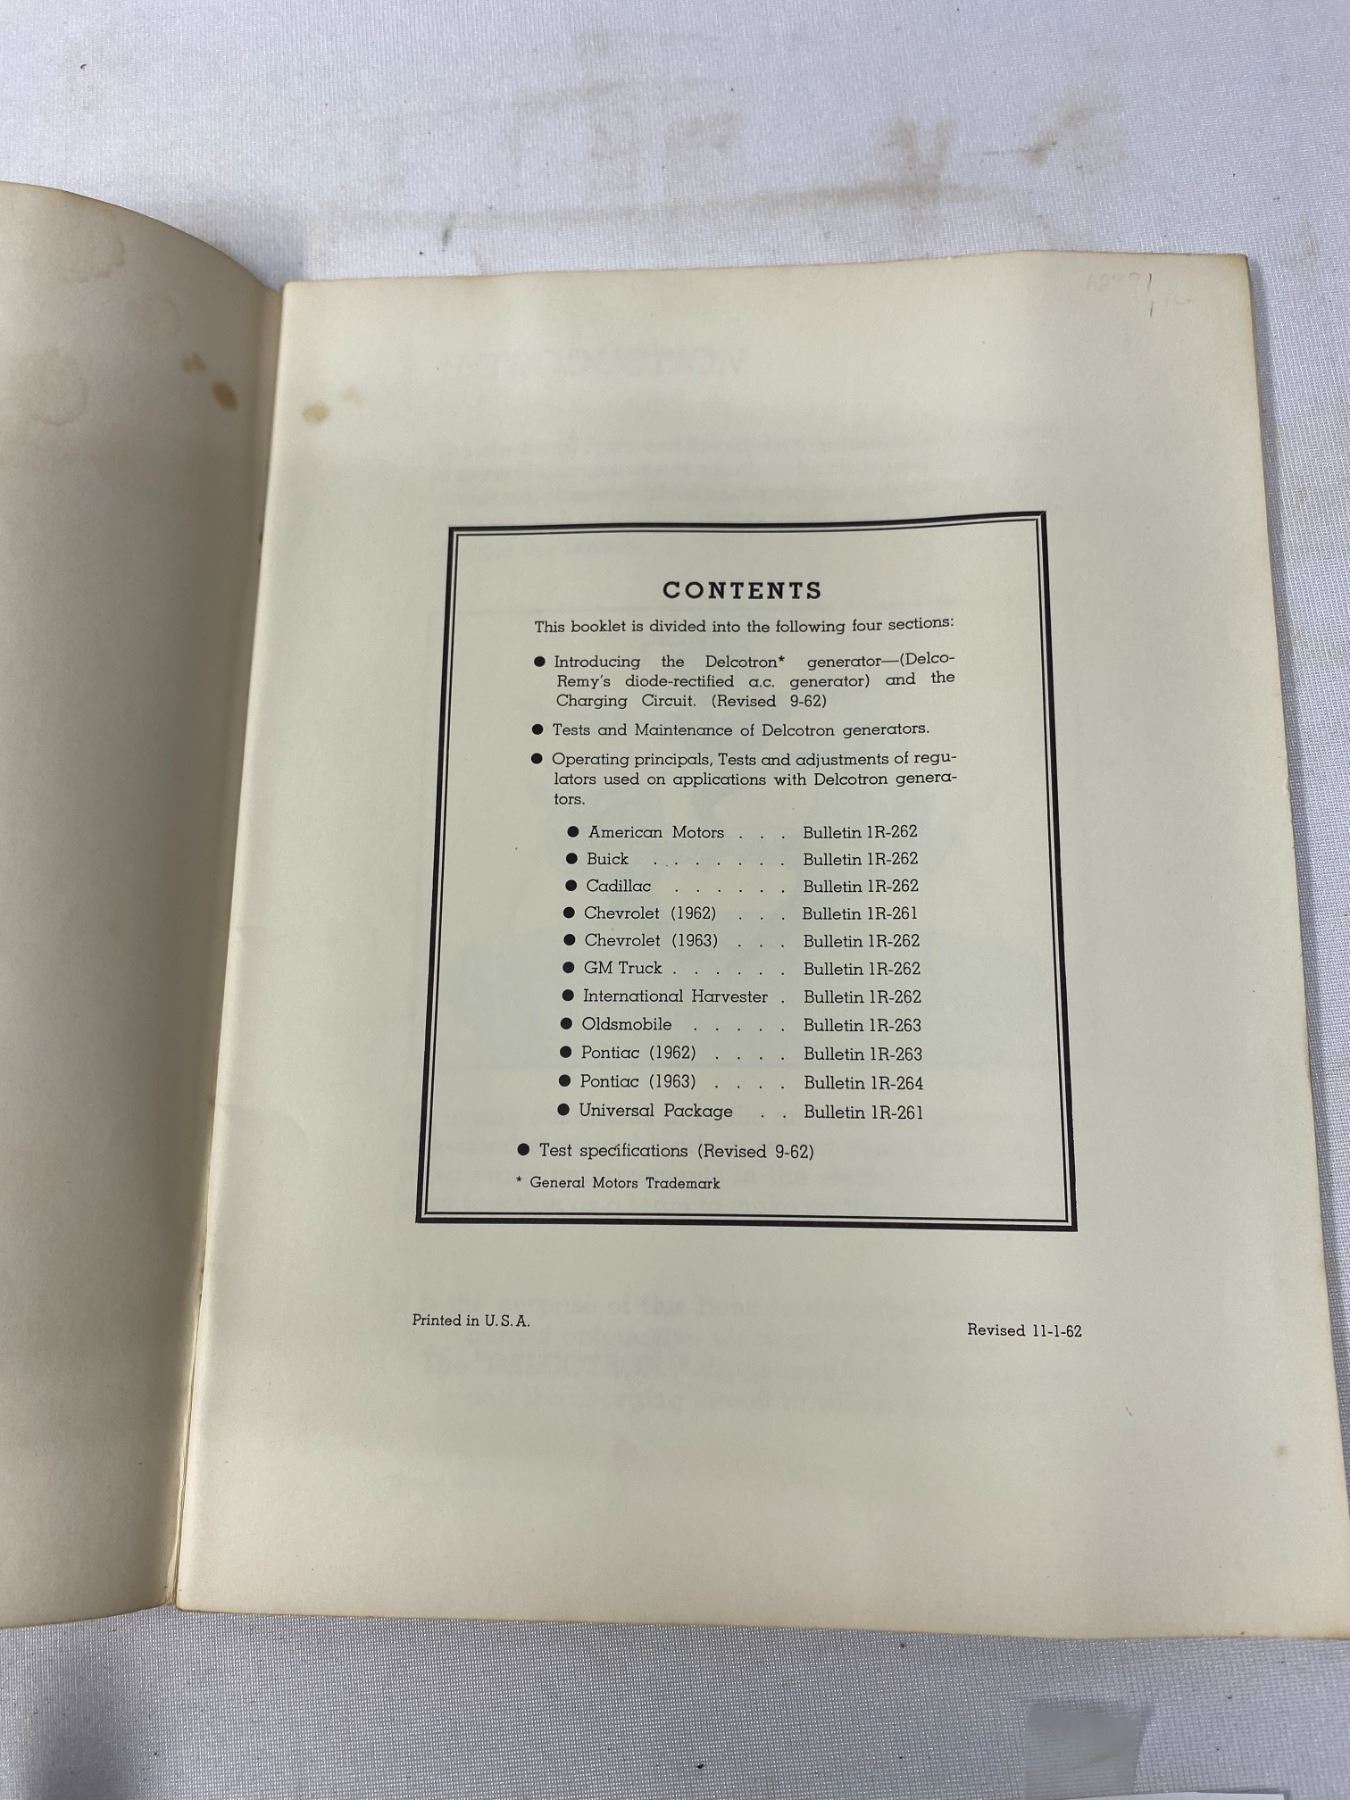 CONTENTS
This booklet is divided into the following four sections:
● Introducing the Delcotron* generator—(Delco-
Remy's diode-rectified a.c. generator) and the
Charging Circuit. (Revised 9-62)
● Tests and Maintenance of Delcotron generators.
● Operating principals, Tests and adjustments of regu-
lators used on applications with Delcotron genera-
tors.
● American Motors . . . Bulletin 1R-262
● Buick . . . . . . . Bulletin 1R-262
● Cadillac . . . . . . Bulletin 1R-262
● Chevrolet (1962) . . . Bulletin 1R-261
● Chevrolet (1963) . . . Bulletin 1R-262
● GM Truck . . . . . . Bulletin 1R-262
● International Harvester . Bulletin 1R-262
● Oldsmobile . . . . . Bulletin 1R-263
● Pontiac (1962) . . . . Bulletin 1R-263
● Pontiac (1963) . . . . Bulletin 1R-264
● Universal Package . . Bulletin 1R-261
● Test specifications (Revised 9-62)
* General Motors Trademark
Printed in U.S.A.
Revised 11-1-62